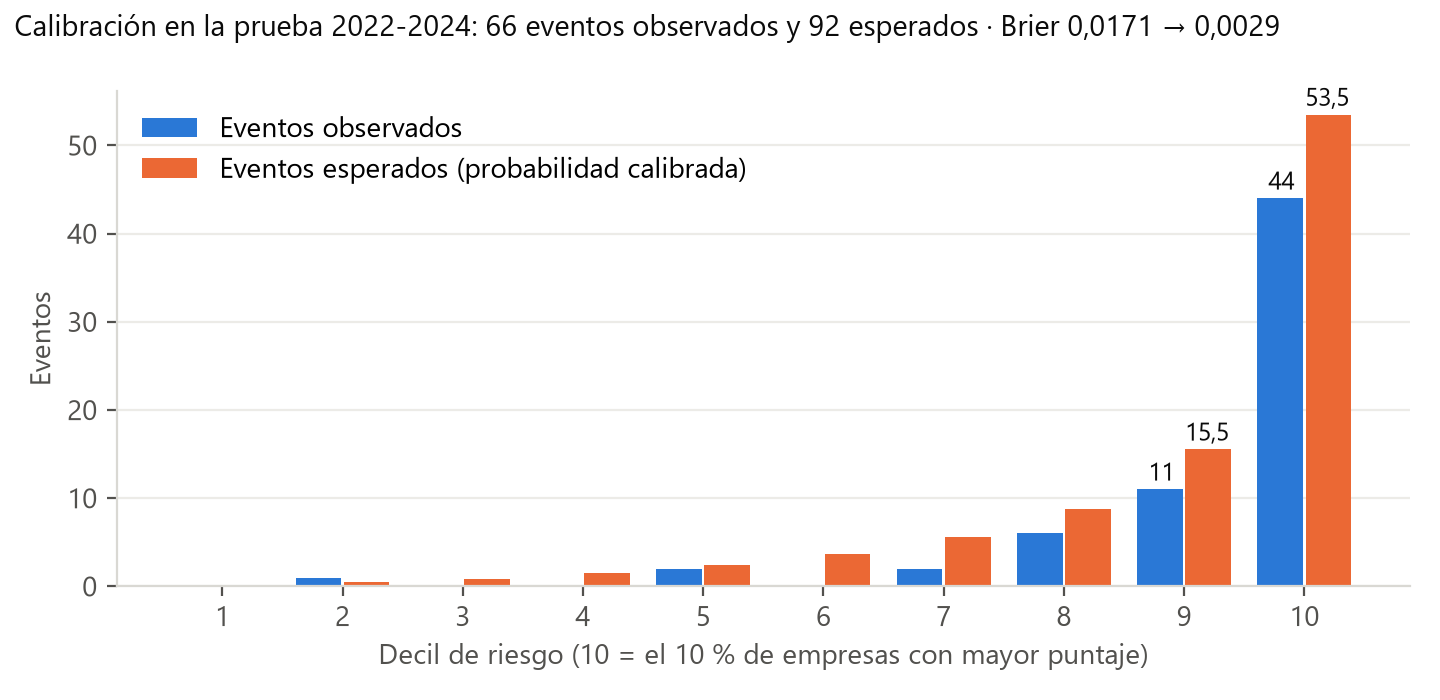 Calibración en la prueba 2022-2024: 66 eventos observados y 92 esperados · Brier 0,0171 → 0,0029
Eventos observados
Eventos esperados (probabilidad calibrada)
53,5
44
15,5
11
50
40
30
20
10
0
Eventos
1 2 3 4 5 6 7 8 9 10
Decil de riesgo (10 = el 10 % de empresas con mayor puntaje)